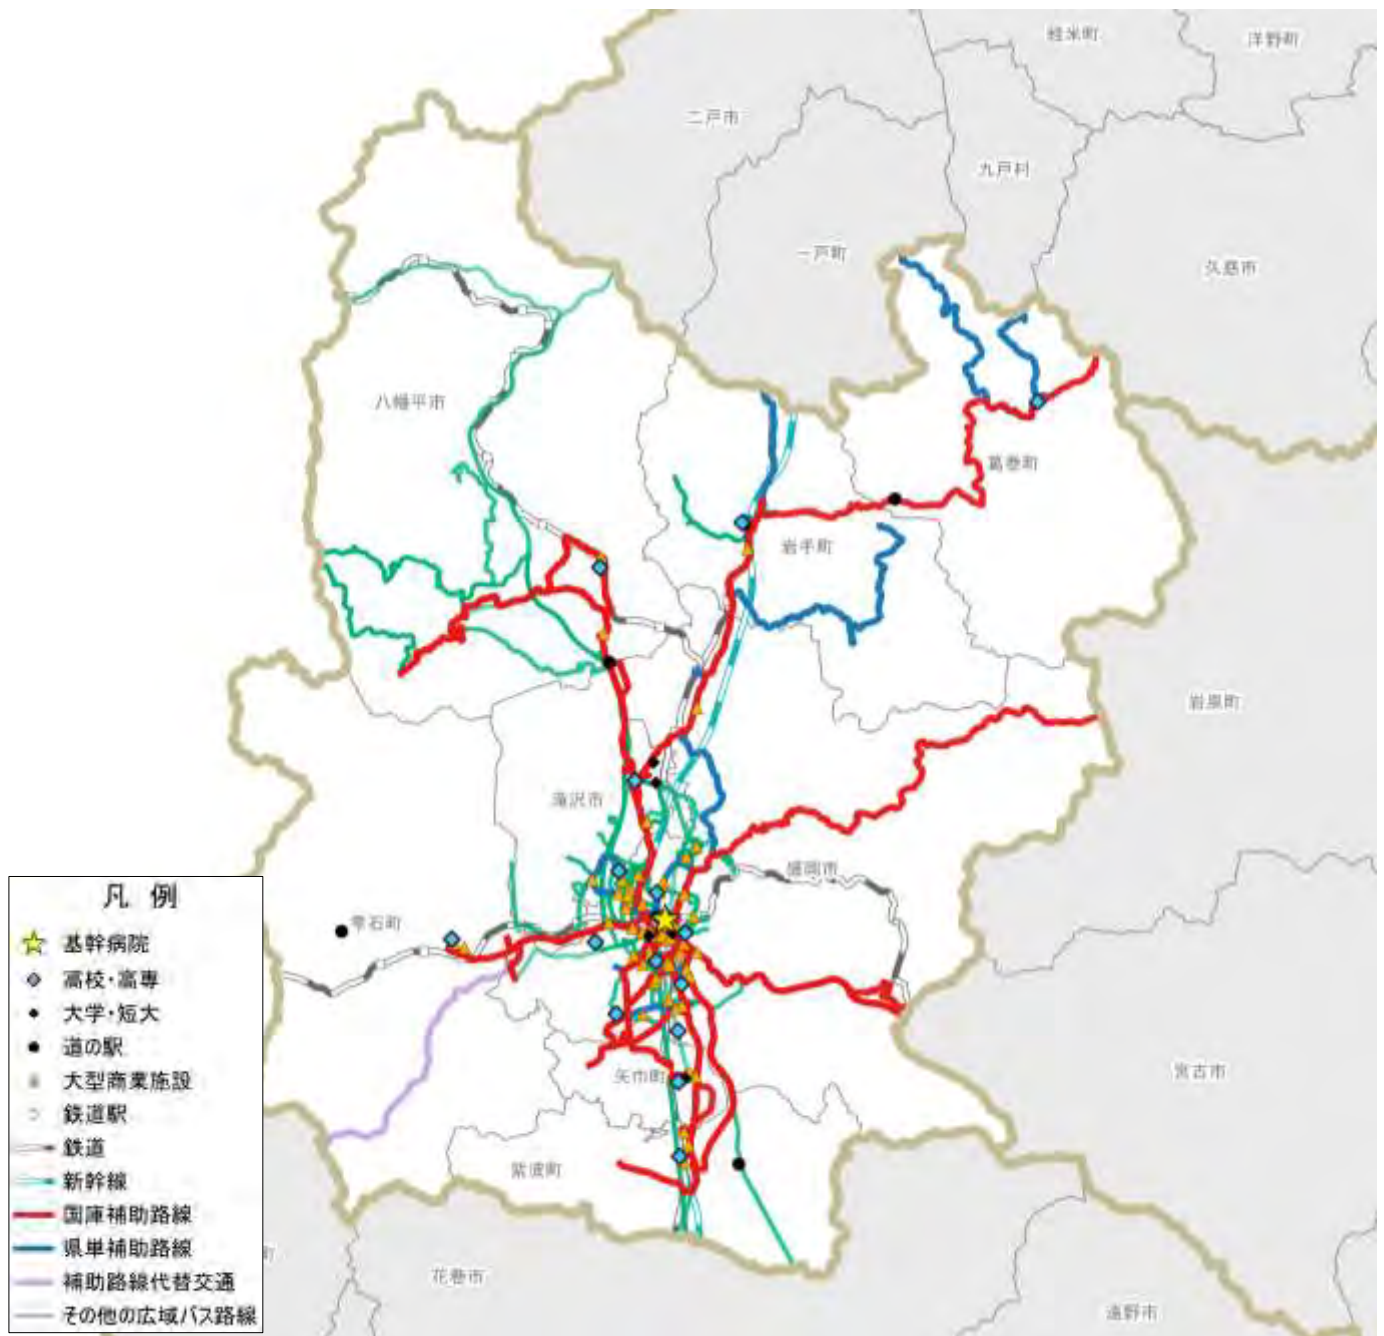 軽米町
洋野町
二戸市
九戸村
一戸町
久慈市
八幡平市
葛巻町
岩手町
岩泉町
滝沢市
盛岡市
雫石町
矢巾町
宮古市
紫波町
町
花巻市
遠野市
凡 例
基幹病院
高校・高専
大学・短大
道の駅
大型商業施設
鉄道駅
鉄道
新幹線
国庫補助路線
県単補助路線
補助路線代替交通
その他の広域バス路線